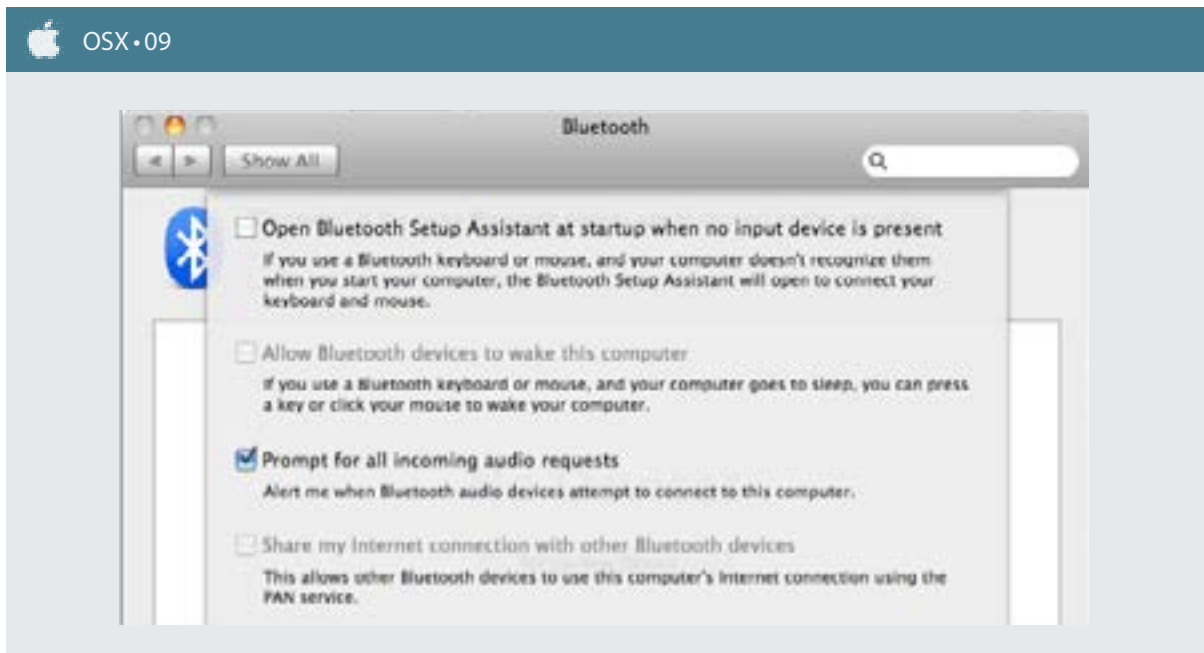 OSX•09
Bluetooth
Show All
Open Bluetooth Setup Assistant at startup when no input device is present
If you use a Bluetooth keyboard or mouse, and your computer doesn't recognize them
when you start your computer, the Bluetooth Setup Assistant will open to connect your
keyboard and mouse.
Allow Bluetooth devices to wake this computer
If you use a Bluetooth keyboard or mouse, and your computer goes to sleep, you can press
a key or click your mouse to wake your computer.
Prompt for all incoming audio requests
Alert me when Bluetooth audio devices attempt to connect to this computer.
Share my Internet connection with other Bluetooth devices
This allows other Bluetooth devices to use this computer's Internet connection using the
PAN service.